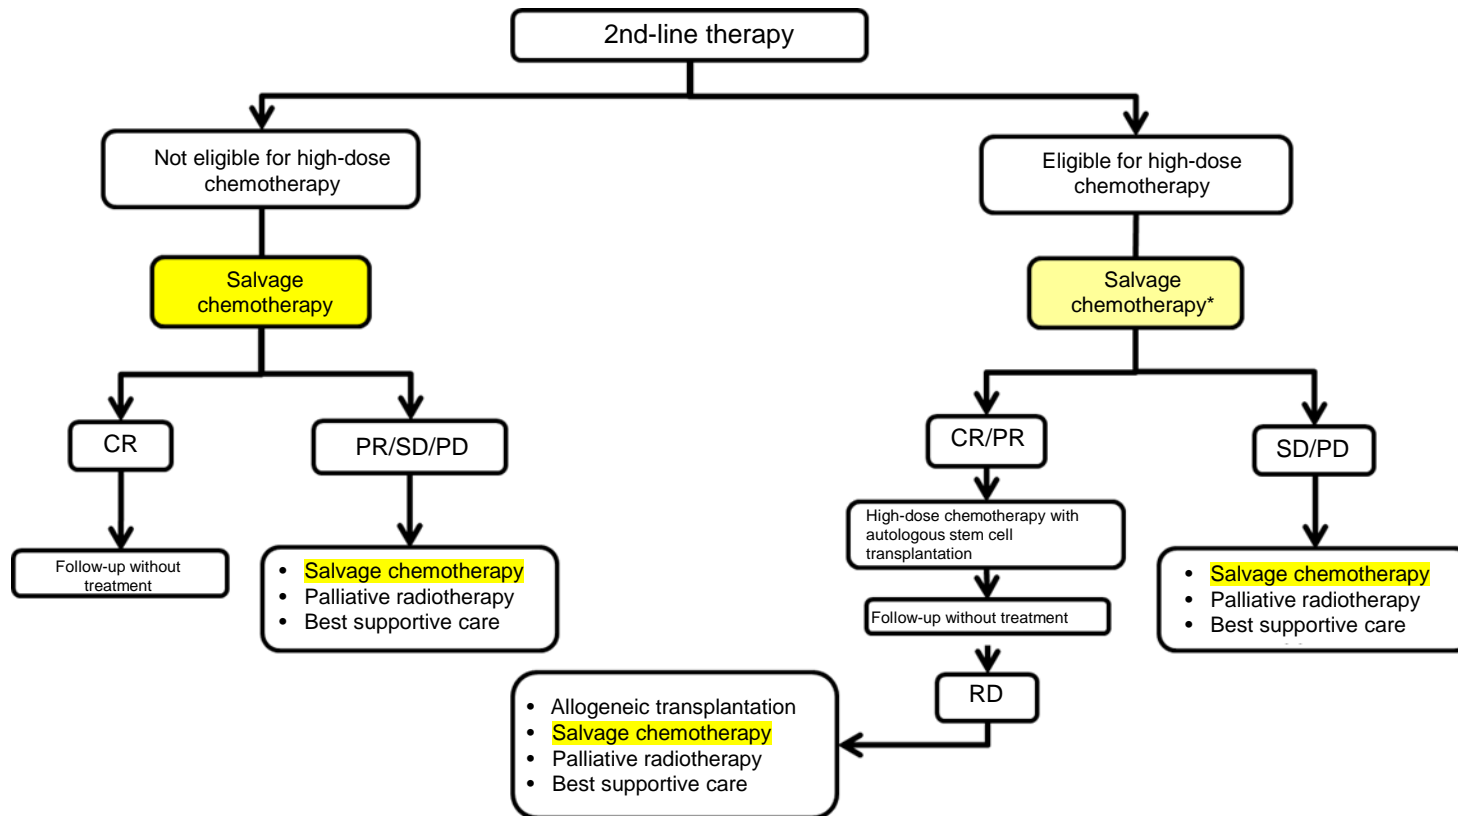 2nd-line therapy
Not eligible for high-dose
chemotherapy
Eligible for high-dose
chemotherapy
Salvage
chemotherapy
Salvage
chemotherapy*
CR
PR/SD/PD
CR/PR
SD/PD
Follow-up without
treatment
• Salvage chemotherapy
• Palliative radiotherapy
• Best supportive care
High-dose chemotherapy with
autologous stem cell
transplantation
Follow-up without treatment
• Salvage chemotherapy
• Palliative radiotherapy
• Best supportive care
RD
• Allogeneic transplantation
• Salvage chemotherapy
• Palliative radiotherapy
• Best supportive care